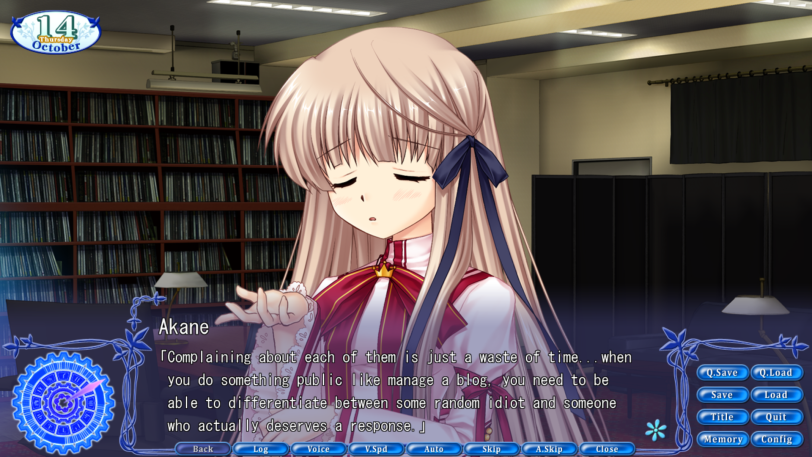 14
Thursday
October
Akane
「Complaining about each of them is just a waste of time...when
you do something public like manage a blog, you need to be
able to differentiate between some random idiot and someone
who actually deserves a response.」
Q.Save Q.Load
Save Load
Title Quit
Memory Config
Back Log Voice V.Spd Auto Skip A.Skip Close